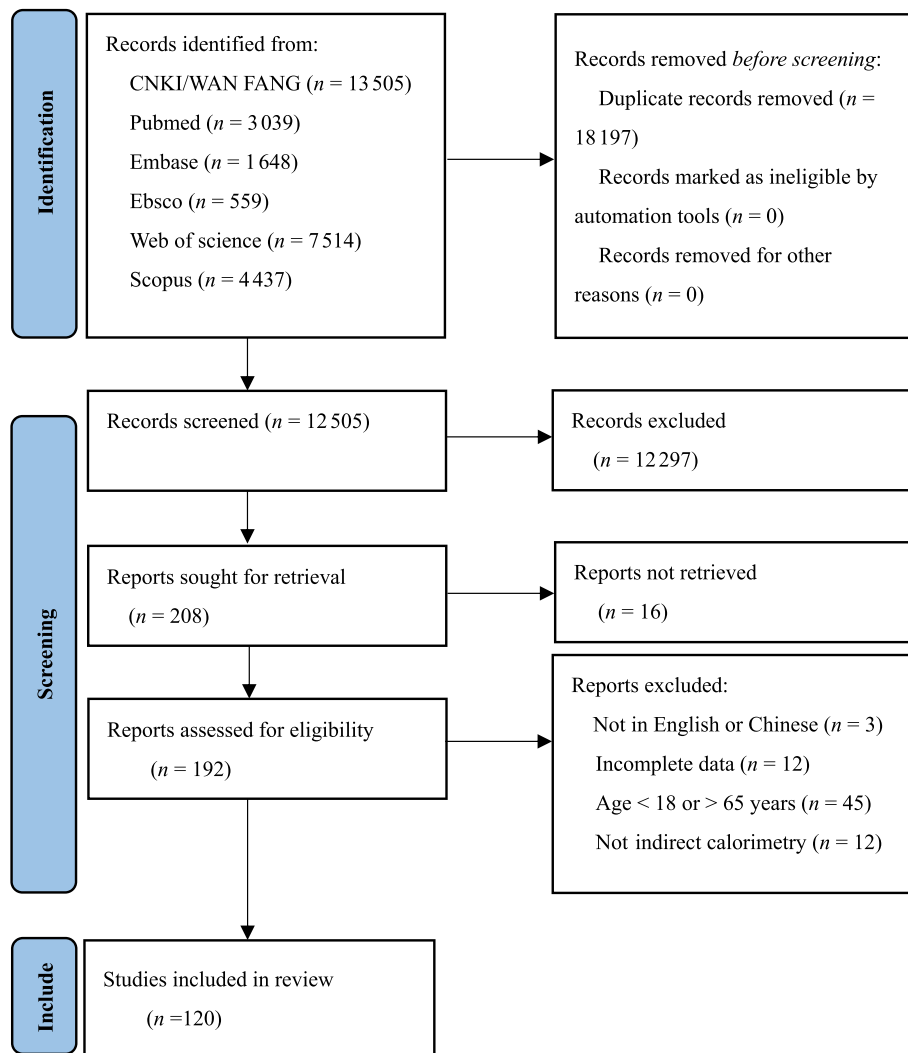 Identification
Records identified from:
CNKI/WAN FANG (n = 13 505)
Pubmed (n = 3 039)
Embase (n = 1 648)
Ebsco (n = 559)
Web of science (n = 7 514)
Scopus (n = 4 437)
Records removed before screening:
Duplicate records removed (n =
18 197)
Records marked as ineligible by
automation tools (n = 0)
Records removed for other
reasons (n = 0)
Screening
Records screened (n = 12 505)
Records excluded
(n = 12 297)
Reports sought for retrieval
(n = 208)
Reports not retrieved
(n = 16)
Reports assessed for eligibility
(n = 192)
Reports excluded:
Not in English or Chinese (n = 3)
Incomplete data (n = 12)
Age < 18 or > 65 years (n = 45)
Not indirect calorimetry (n = 12)
Include
Studies included in review
(n =120)